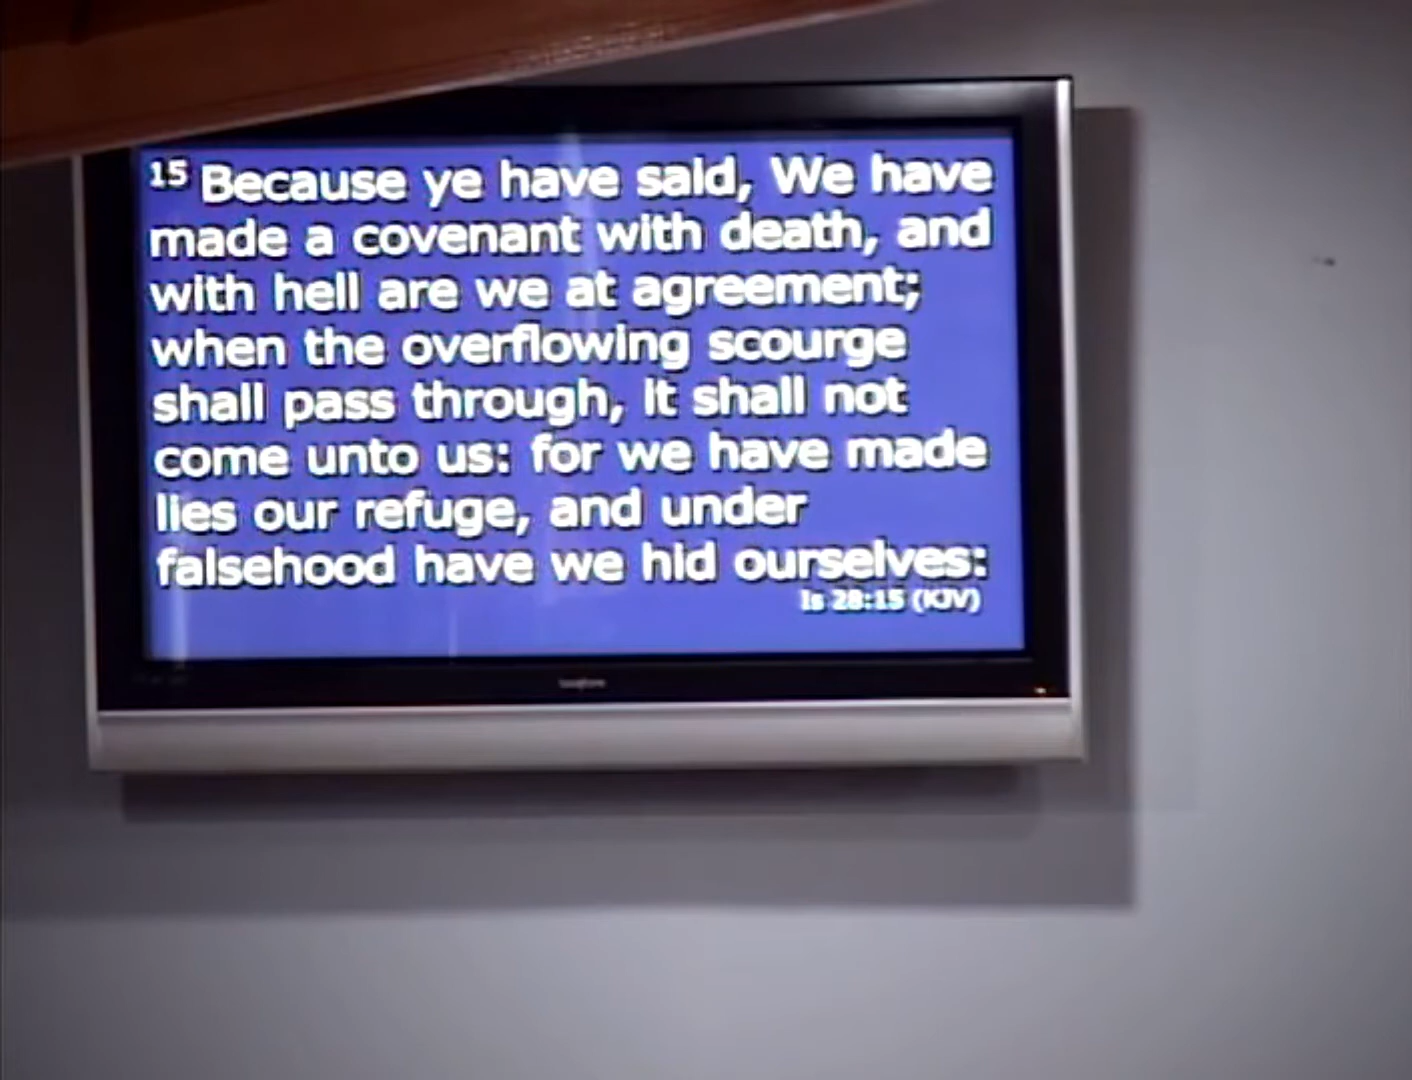 15 Because ye have said, We have
made a covenant with death, and
with hell are we at agreement;
when the overflowing scourge
shall pass through, it shall not
come unto us: for we have made
lies our refuge, and under
falsehood have we hid ourselves:
Is 28:15 (KJV)